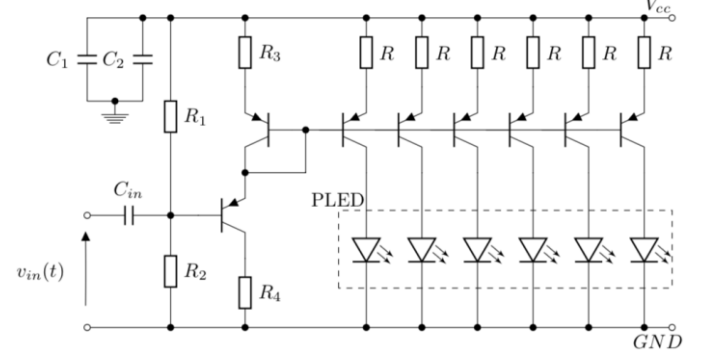 V_cc
C_1
C_2
R_3
R
R
R
R
R
R
R_1
C_in
PLED
v_in(t)
R_2
R_4
GND